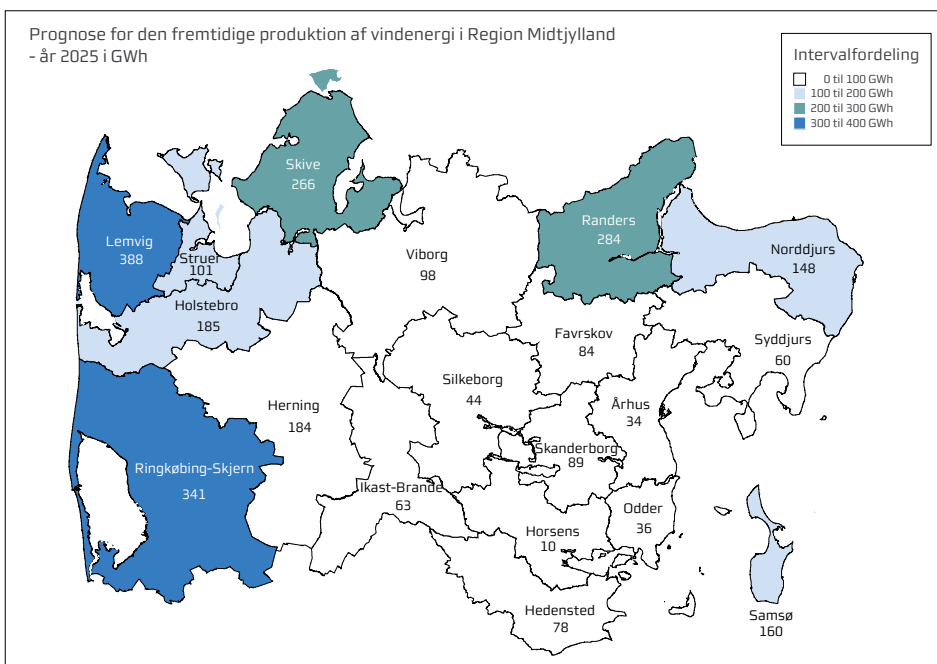 Prognose for den fremtidige produktion af vindenergi i Region Midtjylland
- år 2025 i GWh
Intervalfordeling
0 til 100 GWh
100 til 200 GWh
200 til 300 GWh
300 til 400 GWh
Skive
266
Randers
284
Lemvig
388
Struer
101
Viborg
98
Norddjurs
148
Holstebro
185
Favrskov
84
Syddjurs
60
Silkeborg
44
Herning
184
Århus
34
Skanderborg
89
Ringkøbing-Skjern
341
Ikast-Brande
63
Odder
36
Horsens
10
Hedensted
78
Samsø
160